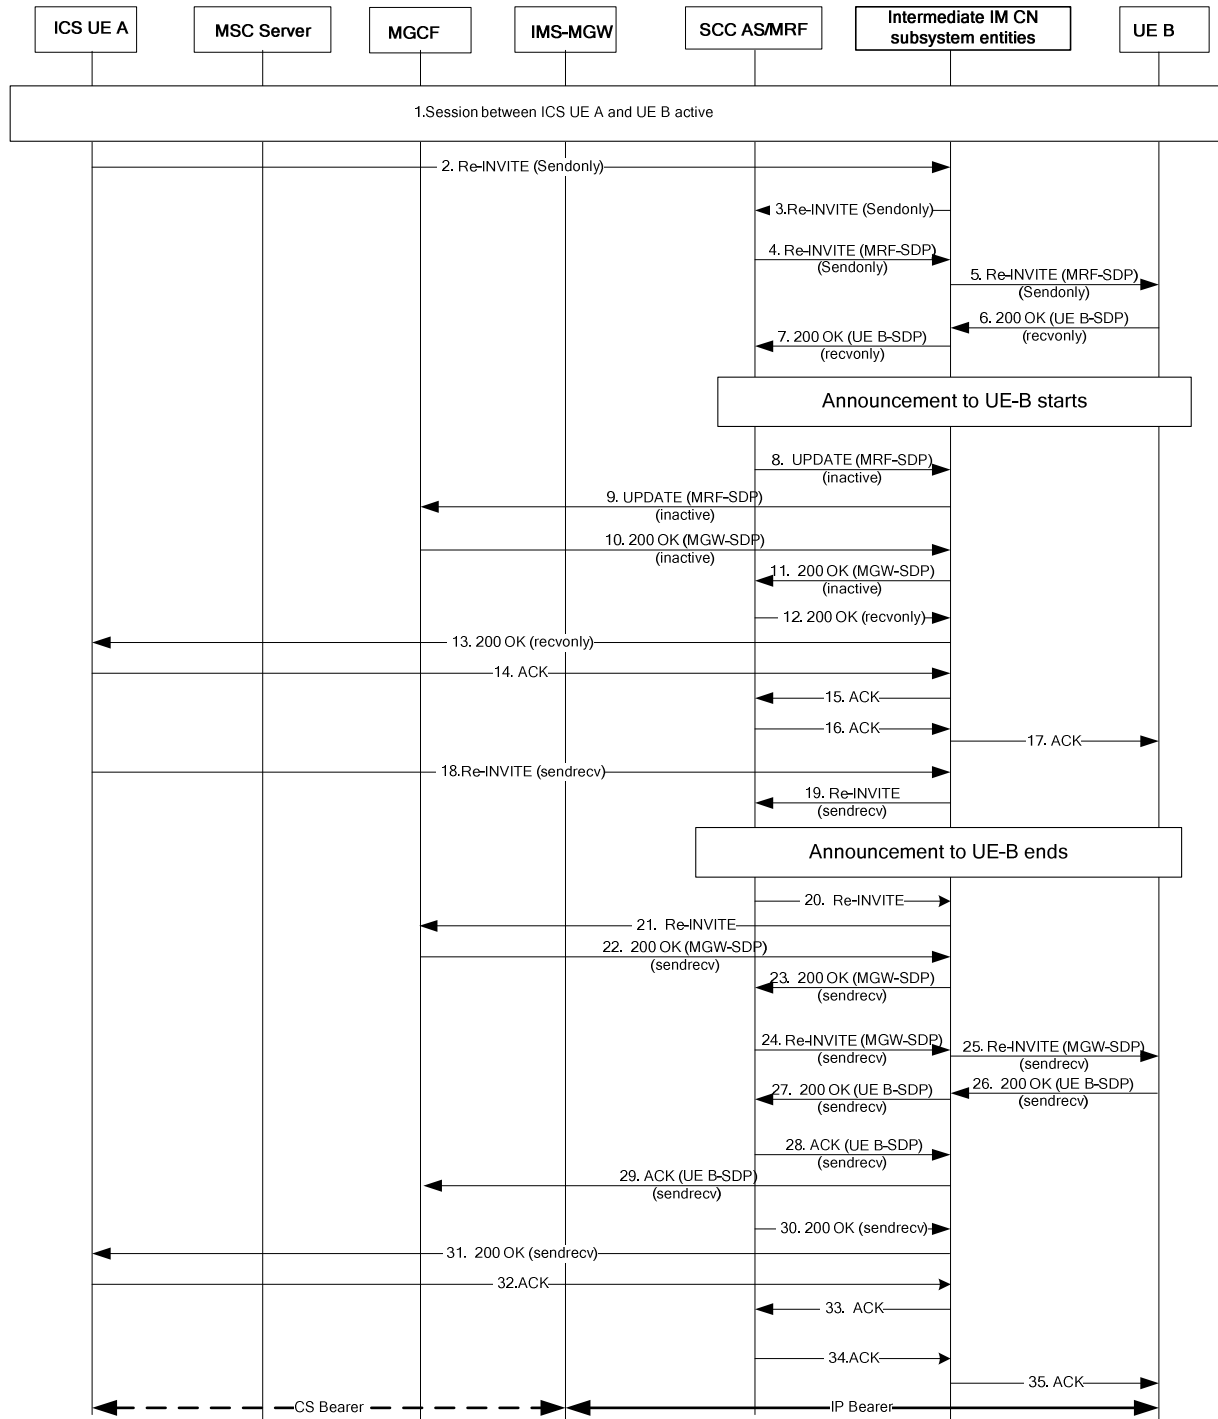 ICS UE A
MSC Server
MGCF
IMS-MGW
SCC AS/MRF
Intermediate IM CN
subsystem entities
UE B
1.Session between ICS UE A and UE B active
2. Re-INVITE (Sendonly)
3.Re-INVITE (Sendonly)
4. Re-INVITE (MRF-SDP)
(Sendonly)
5. Re-INVITE (MRF-SDP)
(Sendonly)
6. 200 OK (UE B-SDP)
(recvonly)
7. 200 OK (UE B-SDP)
(recvonly)
Announcement to UE-B starts
8. UPDATE (MRF-SDP)
(inactive)
9. UPDATE (MRF-SDP)
(inactive)
10. 200 OK (MGW-SDP)
(inactive)
11. 200 OK (MGW-SDP)
(inactive)
12. 200 OK (recvonly)
13. 200 OK (recvonly)
14. ACK
15. ACK
16. ACK
17. ACK
18.Re-INVITE (sendrecv)
19. Re-INVITE
(sendrecv)
Announcement to UE-B ends
20. Re-INVITE
21. Re-INVITE
22. 200 OK (MGW-SDP)
(sendrecv)
23. 200 OK (MGW-SDP)
(sendrecv)
24. Re-INVITE (MGW-SDP)
(sendrecv)
25. Re-INVITE (MGW-SDP)
(sendrecv)
26. 200 OK (UE B-SDP)
(sendrecv)
27. 200 OK (UE B-SDP)
(sendrecv)
28. ACK (UE B-SDP)
(sendrecv)
29. ACK (UE B-SDP)
(sendrecv)
30. 200 OK (sendrecv)
31. 200 OK (sendrecv)
32.ACK
33. ACK
34.ACK
35. ACK
CS Bearer
IP Bearer